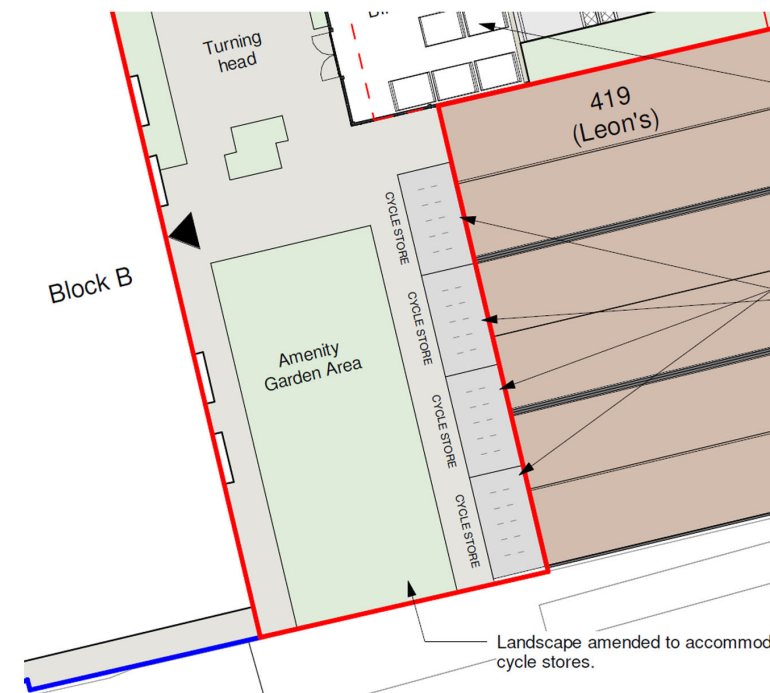 Turning
head
419
(Leon's)
CYCLE STORE
Block B
CYCLE STORE
Amenity
Garden Area
CYCLE STORE
CYCLE STORE
Landscape amended to accommod
cycle stores.